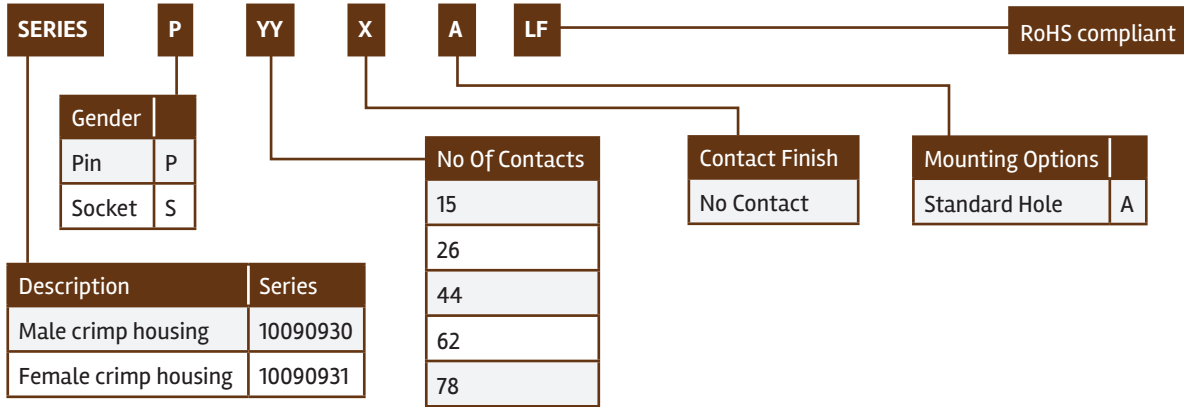 SERIES P YY X A LF RoHS compliant
Gender
Pin P
Socket S
No Of Contacts
15
26
44
62
78
Contact Finish
No Contact
Mounting Options
Standard Hole A
Description Series
Male crimp housing 10090930
Female crimp housing 10090931